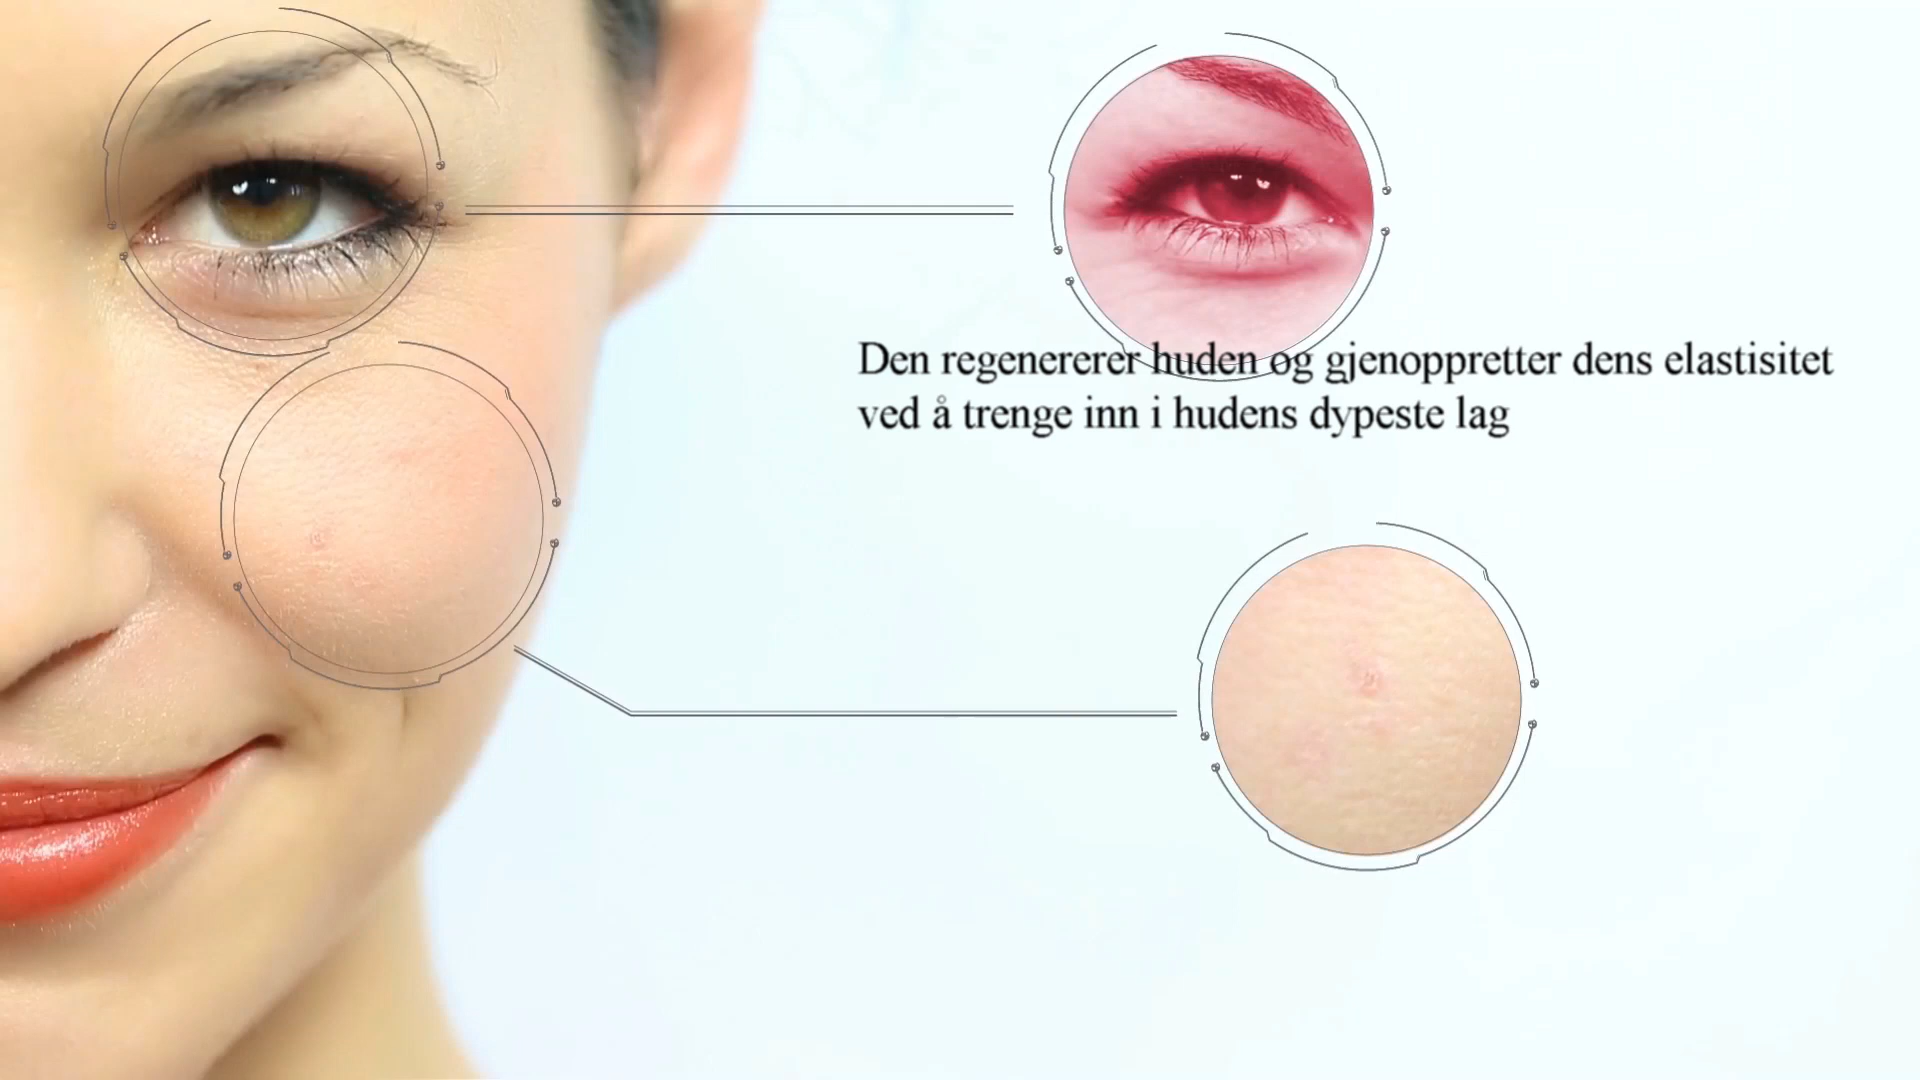 Den regenererer huden og gjenoppretter dens elastisitet
ved å trenge inn i hudens dypeste lag